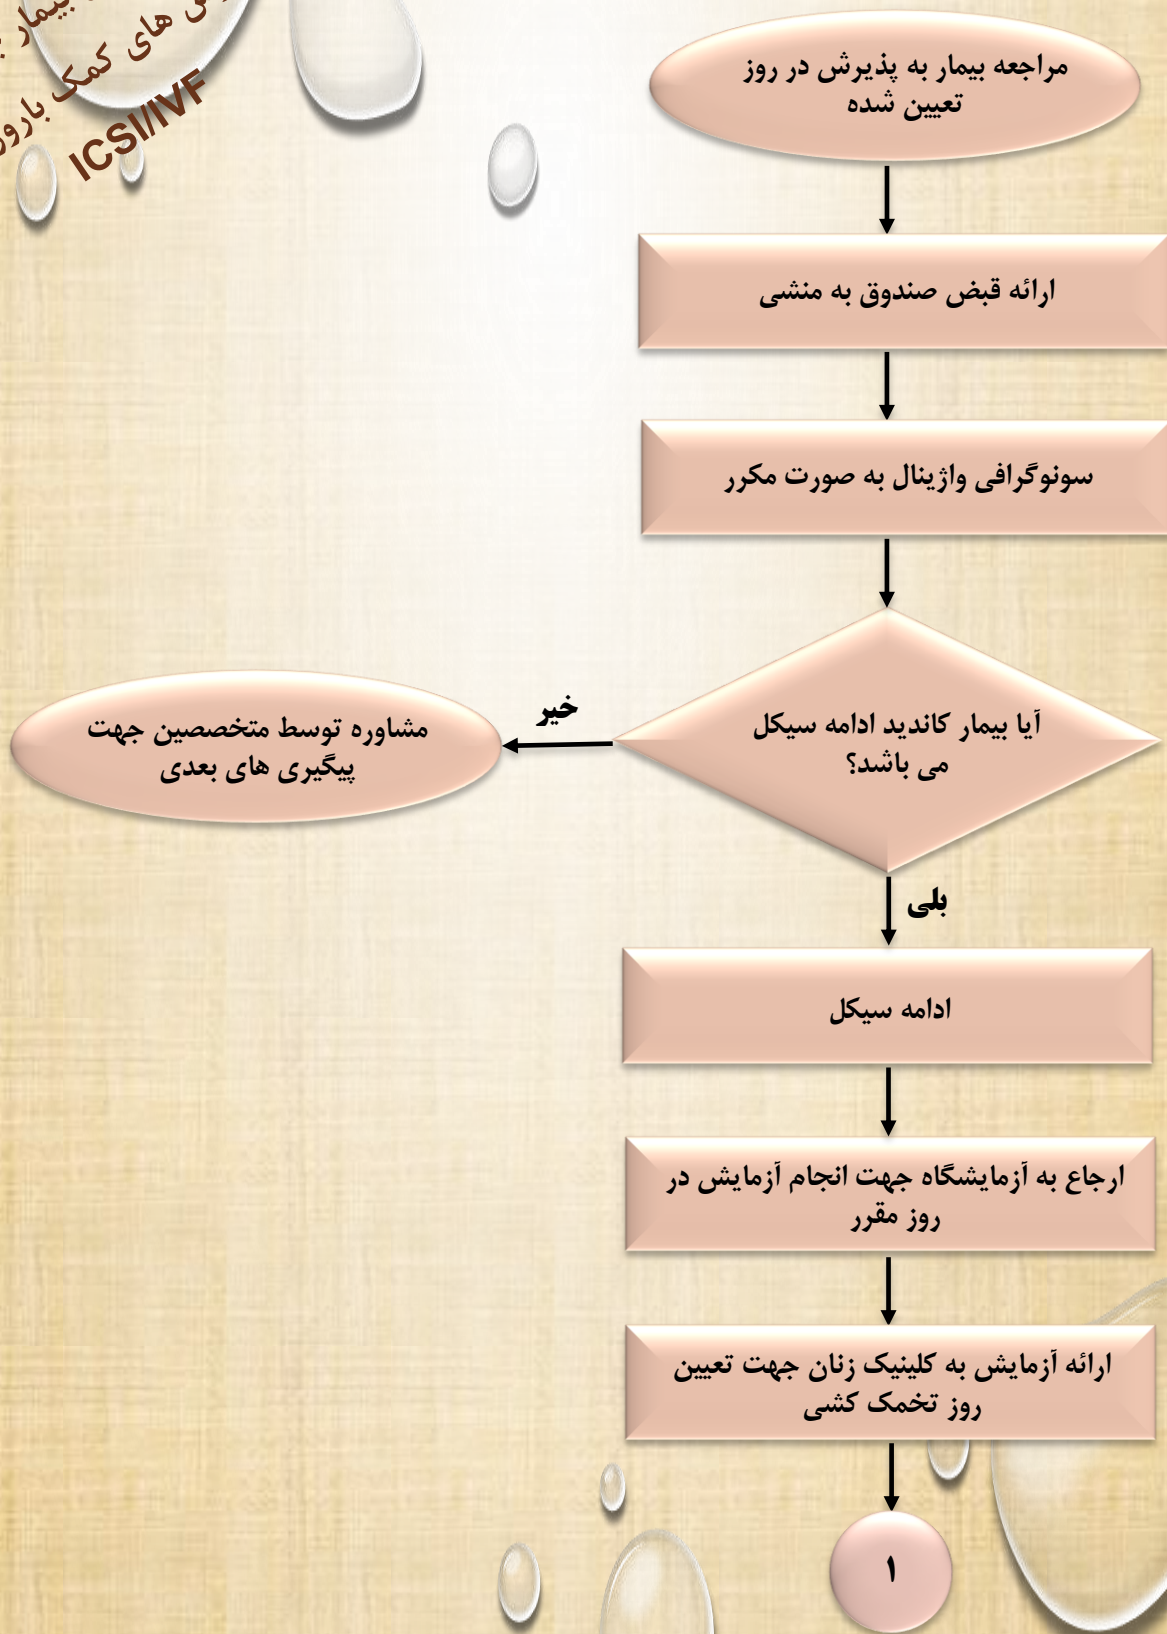 بیمار
های کمک
ICSI/IVF
مراجعه بیمار به پذیرش در روز
تعیین شده
ارائه قبض صندوق به منشی
سونوگرافی واژینال به صورت مکرر
آیا بیمار کاندید ادامه سیکل
می باشد؟
خیر
مشاوره توسط متخصصین جهت
پیگیری های بعدی
بلی
ادامه سیکل
ارجاع به آزمایشگاه جهت انجام آزمایش در
روز مقرر
ارائه آزمایش به کلینیک زنان جهت تعیین
روز تخمک کشی
۱